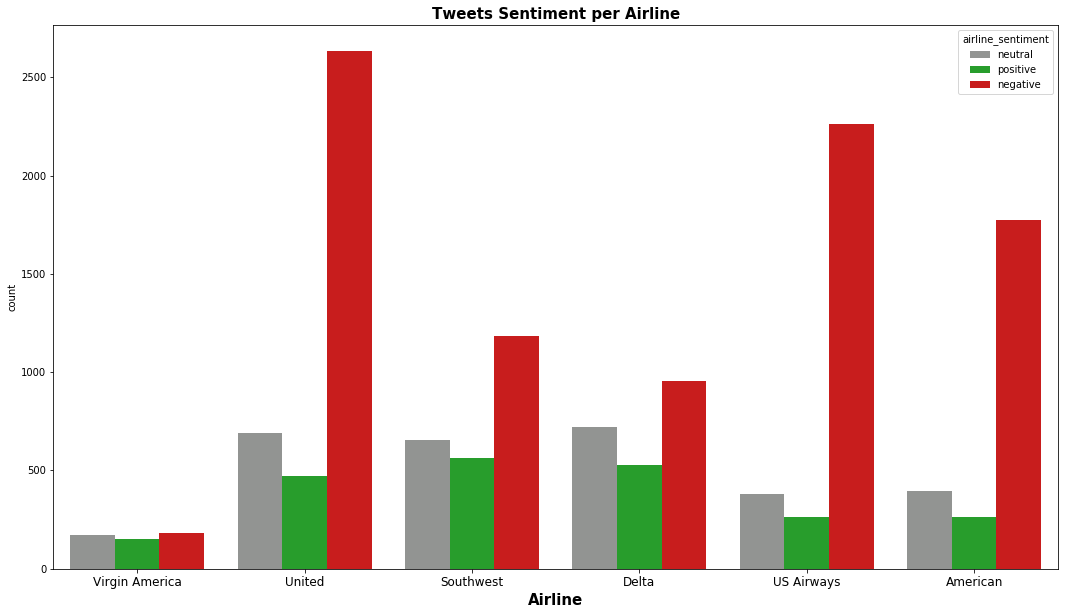 Tweets Sentiment per Airline
airline_sentiment
neutral
positive
negative
2500
2000
1500
1000
500
0
count
Virgin America United Southwest Delta US Airways American
Airline